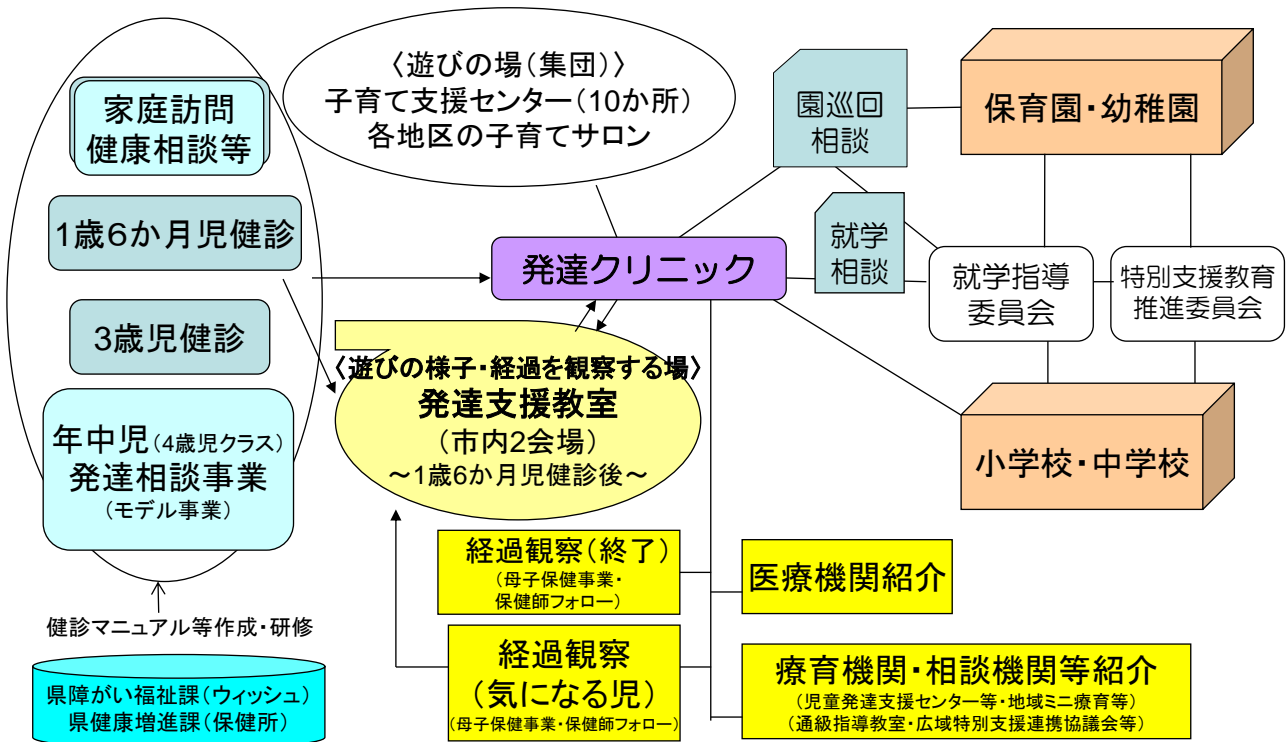 家庭訪問
健康相談等
1歳6か月児健診
3歳児健診
年中児(4歳児クラス)
発達相談事業
(モデル事業)
健診マニュアル等作成・研修
県障がい福祉課(ウィッシュ)
県健康増進課(保健所)
〈遊びの場(集団)〉
子育て支援センター(10か所)
各地区の子育てサロン
発達クリニック
〈遊びの様子・経過を観察する場〉
発達支援教室
(市内2会場)
～1歳6か月児健診後～
園巡回
相談
就学
相談
保育園・幼稚園
就学指導
委員会
特別支援教育
推進委員会
小学校・中学校
経過観察(終了)
(母子保健事業・
保健師フォロー)
経過観察
(気になる児)
(母子保健事業・保健師フォロー)
医療機関紹介
療育機関・相談機関等紹介
(児童発達支援センター等・地域ミニ療育等)
(通級指導教室・広域特別支援連携協議会等)